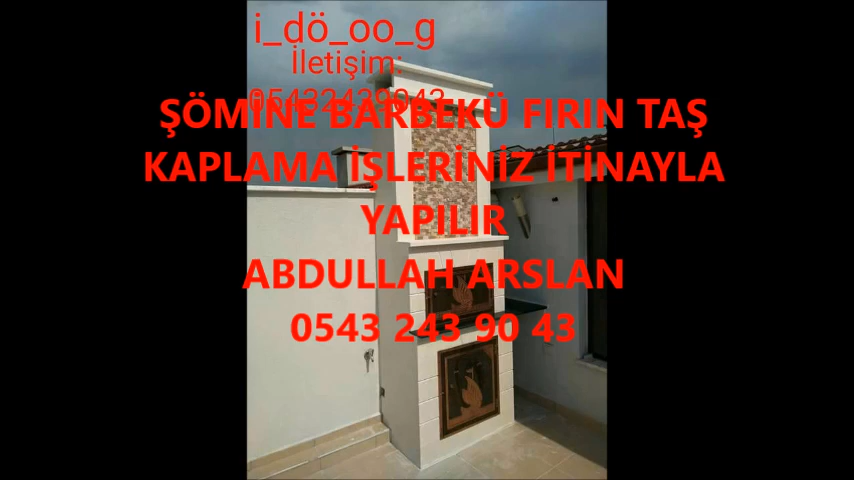 i_dö_oo_g
İletişim:
05432439043
ŞÖMİNE BARBEKÜ FIRIN TAŞ
KAPLAMA İŞLERİNİZ İTİNAYLA
YAPILIR
ABDULLAH ARSLAN
0543 243 90 43